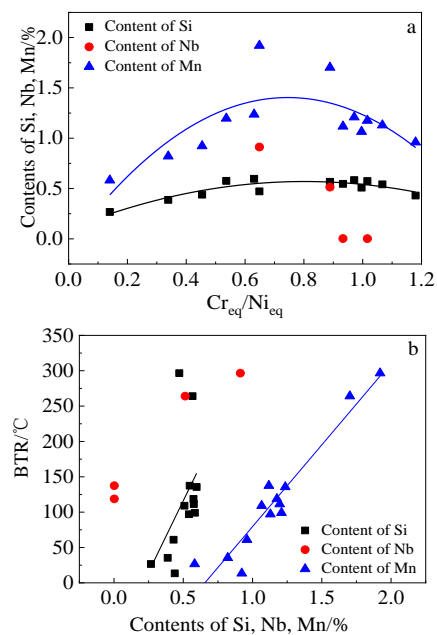 a
Content of Si
Content of Nb
Content of Mn
Contents of Si, Nb, Mn/%
2.0
1.5
1.0
0.5
0.0
0.0 0.2 0.4 0.6 0.8 1.0 1.2
Cr_eq/Ni_eq
b
BTR/℃
350
300
250
200
150
100
50
0
Content of Si
Content of Nb
Content of Mn
0.0 0.5 1.0 1.5 2.0
Contents of Si, Nb, Mn/%